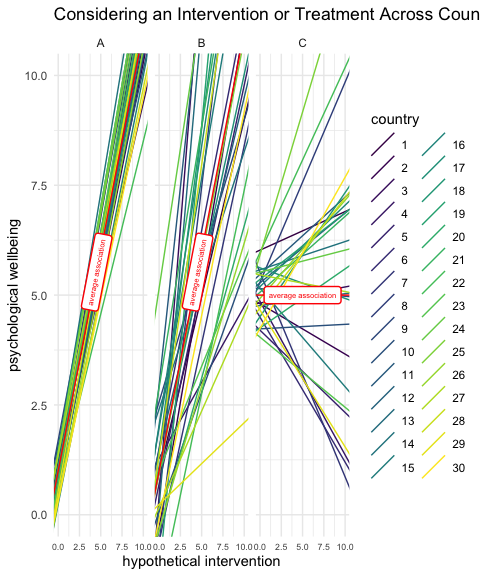 Considering an Intervention or Treatment Across Coun
A B C
psychological wellbeing
10.0
7.5
5.0
2.5
0.0
average association
average association
average association
0.0 2.5 5.0 7.5 10.0 0.0 2.5 5.0 7.5 10.0 0.0 2.5 5.0 7.5 10.0
hypothetical intervention
country
1 16
2 17
3 18
4 19
5 20
6 21
7 22
8 23
9 24
10 25
11 26
12 27
13 28
14 29
15 30